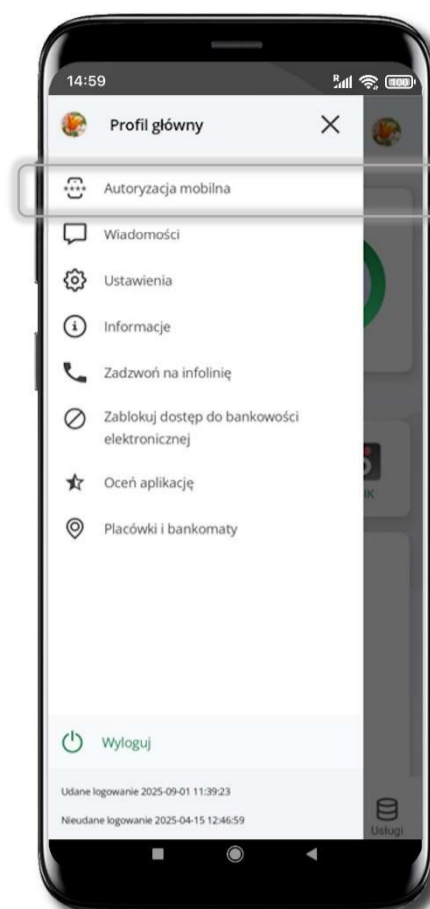 14:59
R
Profil główny
Autoryzacja mobilna
Wiadomości
Ustawienia
Informacje
Zadzwoń na infolinię
Zablokuj dostęp do bankowości
elektronicznej
Oceń aplikację
IK
Placówki i bankomaty
Wyloguj
Udane logowanie 2025-09-01 11:39:23
Nieudane logowanie 2025-04-15 12:46:59
Usługi